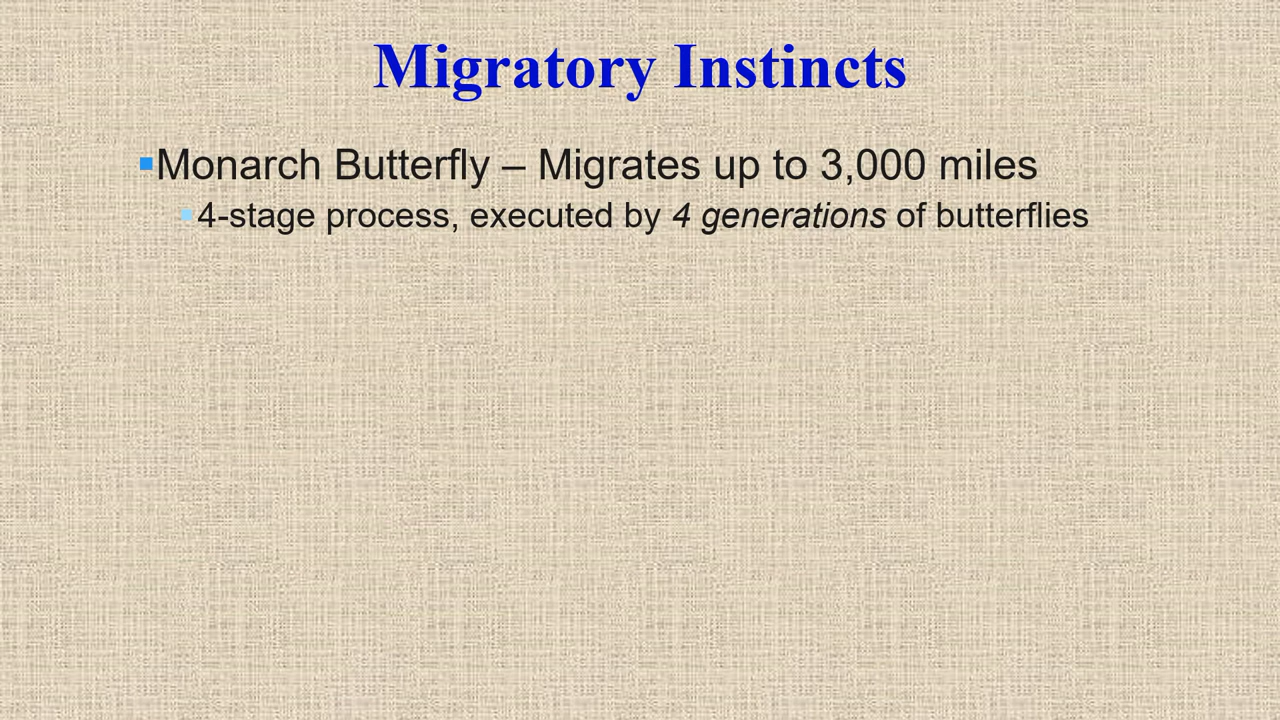 Migratory Instincts
Monarch Butterfly – Migrates up to 3,000 miles
4-stage process, executed by 4 generations of butterflies